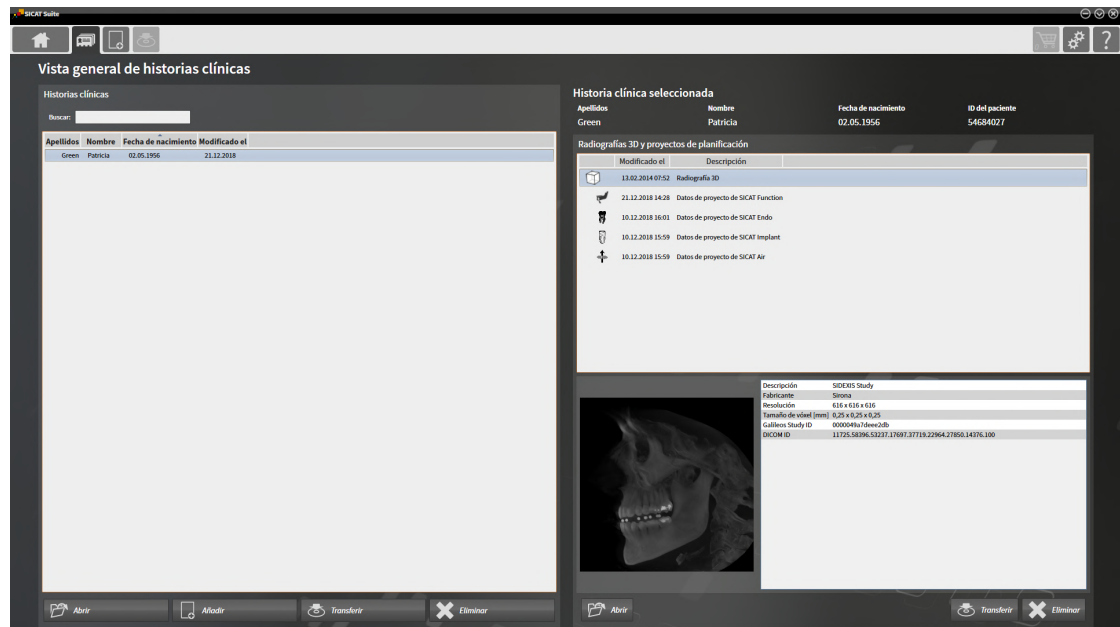 SICAT Suite
Vista general de historias clínicas
Historias clínicas
Buscar:
Apellidos Nombre Fecha de nacimiento Modificado el
Green Patricia 02.05.1956 21.12.2018
Abrir Añadir Transferir Eliminar
Historia clínica seleccionada
Apellidos Nombre Fecha de nacimiento ID del paciente
Green Patricia 02.05.1956 54684027
Radiografías 3D y proyectos de planificación
Modificado el Descripción
13.02.2014 07:52 Radiografía 3D
21.12.2018 14:28 Datos de proyecto de SICAT Function
10.12.2018 16:01 Datos de proyecto de SICAT Endo
10.12.2018 15:59 Datos de proyecto de SICAT Implant
10.12.2018 15:59 Datos de proyecto de SICAT Air
Descripción SIDEXIS Study
Fabricante Sirona
Resolución 616 x 616 x 616
Tamaño de vóxel [mm] 0,25 x 0,25 x 0,25
Galileos Study ID 0000049a7deee2db
DICOM ID 11725.58396.53237.17697.37719.22964.27850.14376.100
Abrir Transferir Eliminar